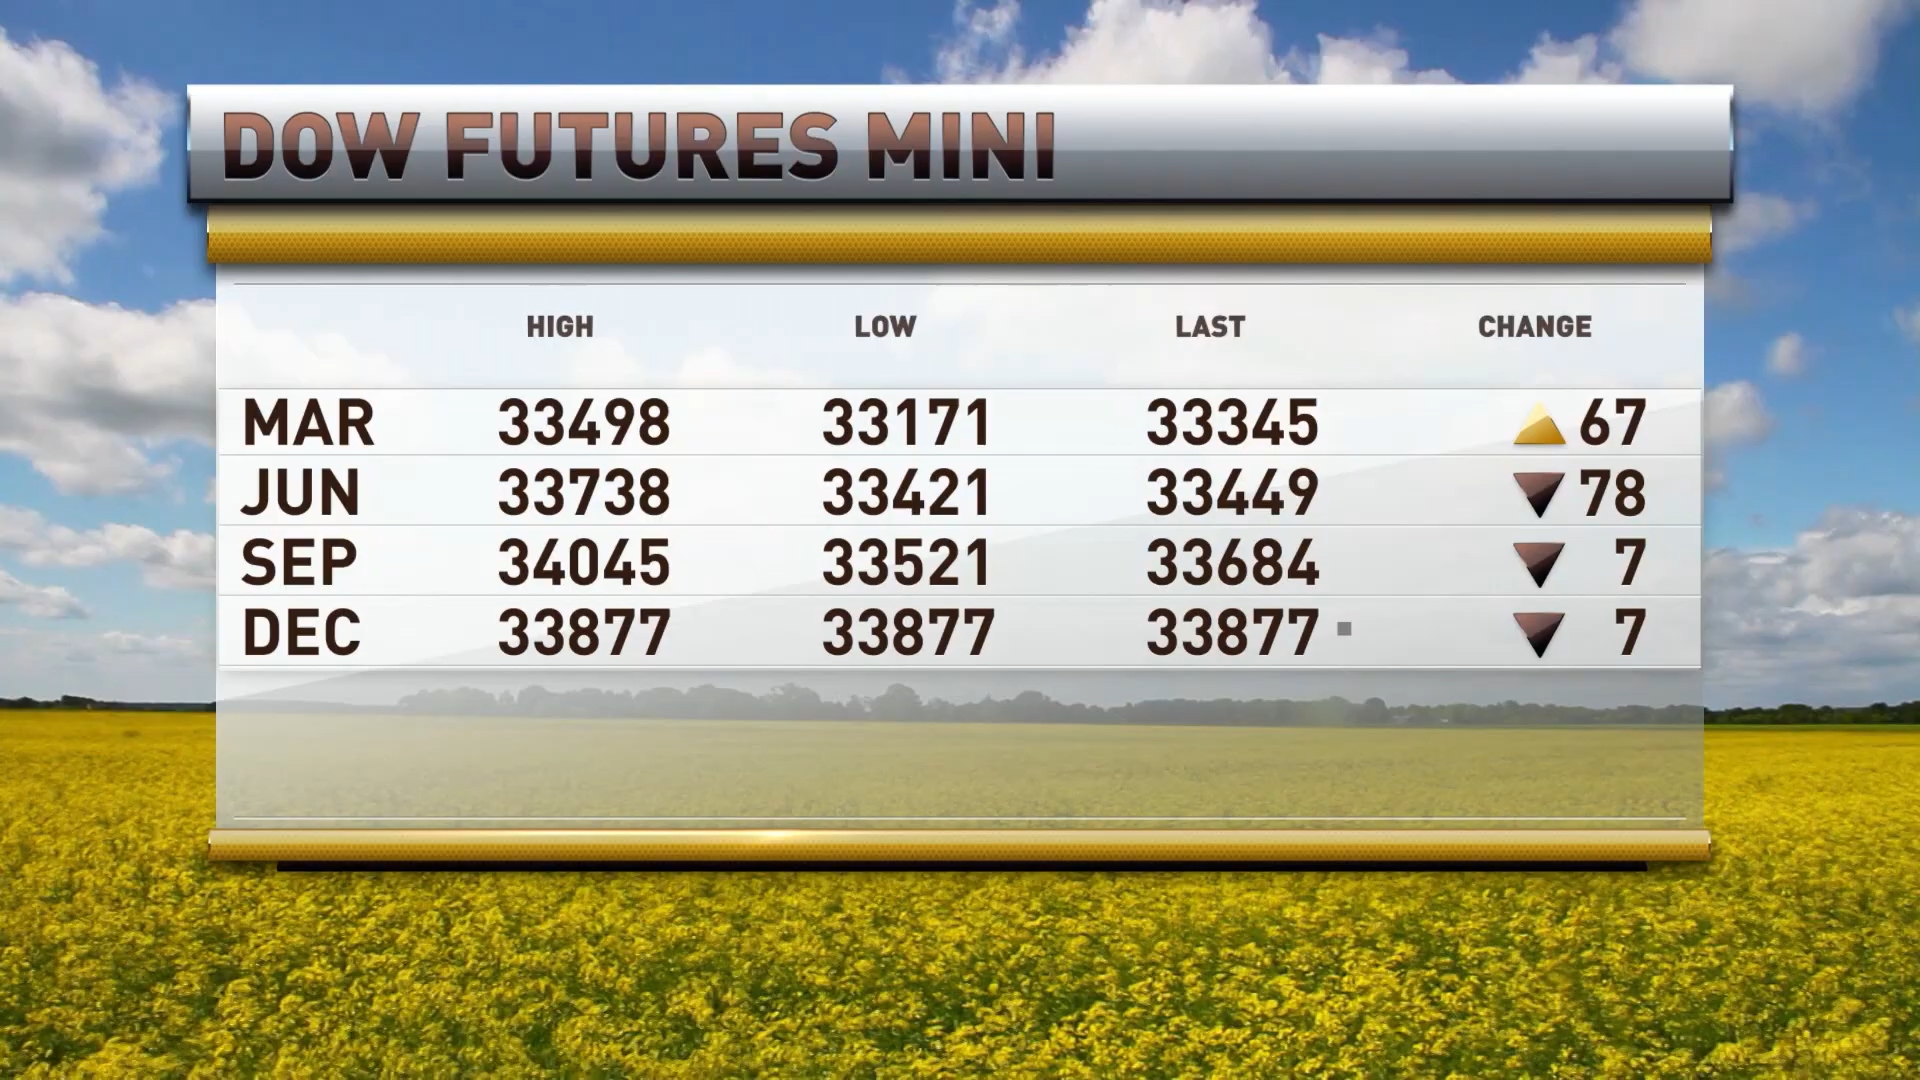 DOW FUTURES MINI
HIGH LOW LAST CHANGE
MAR 33498 33171 33345 67
JUN 33738 33421 33449 78
SEP 34045 33521 33684 7
DEC 33877 33877 33877 7